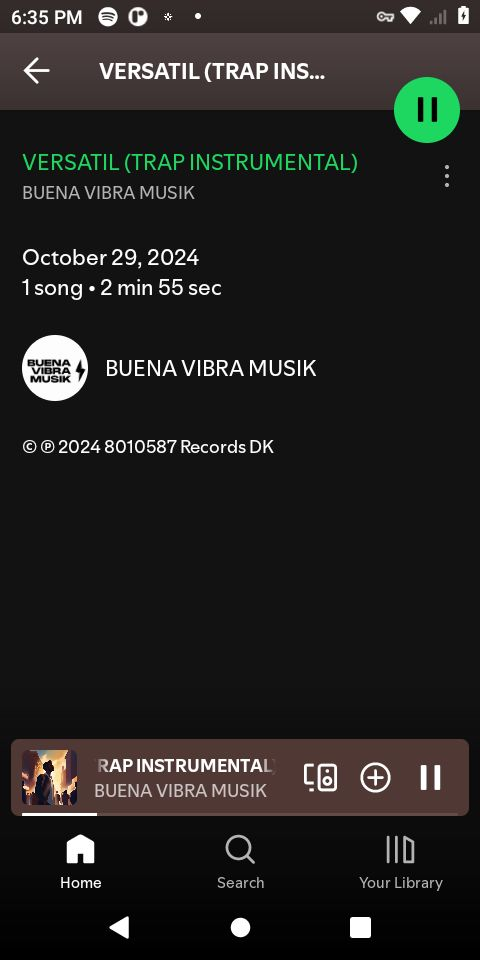 6:35 PM
VERSATIL (TRAP INS...
VERSATIL (TRAP INSTRUMENTAL)
BUENA VIBRA MUSIK
October 29, 2024
1 song • 2 min 55 sec
BUENA
VIBRA
MUSIK
BUENA VIBRA MUSIK
© ℗ 2024 8010587 Records DK
RAP INSTRUMENTAL)
BUENA VIBRA MUSIK
Home
Search
Your Library